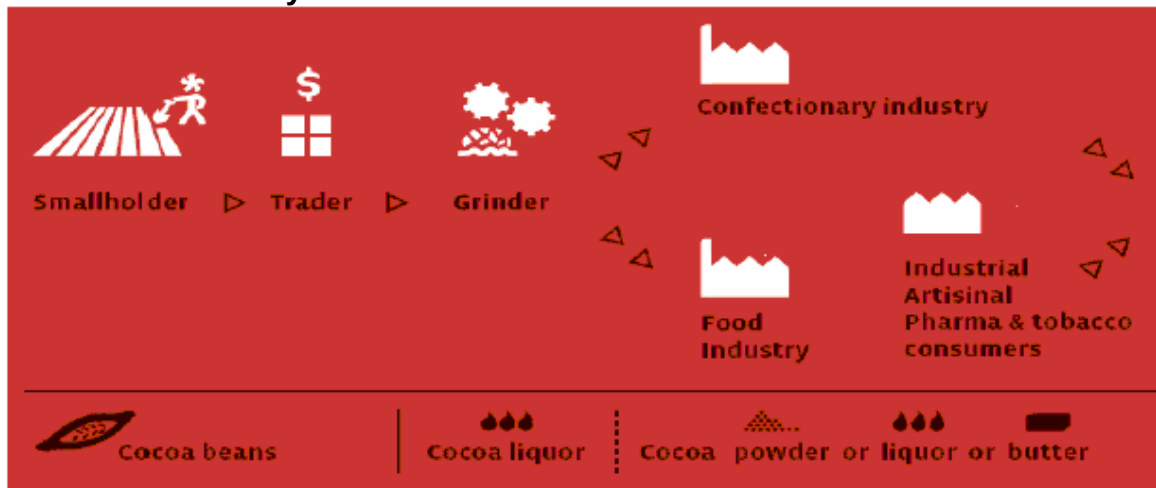 $
Confectionary industry
Smallholder
Trader
Grinder
Industrial
Artisinal
Pharma & tobacco
consumers
Food
Industry
Cocoa beans
Cocoa liquor
Cocoa powder or liquor or butter